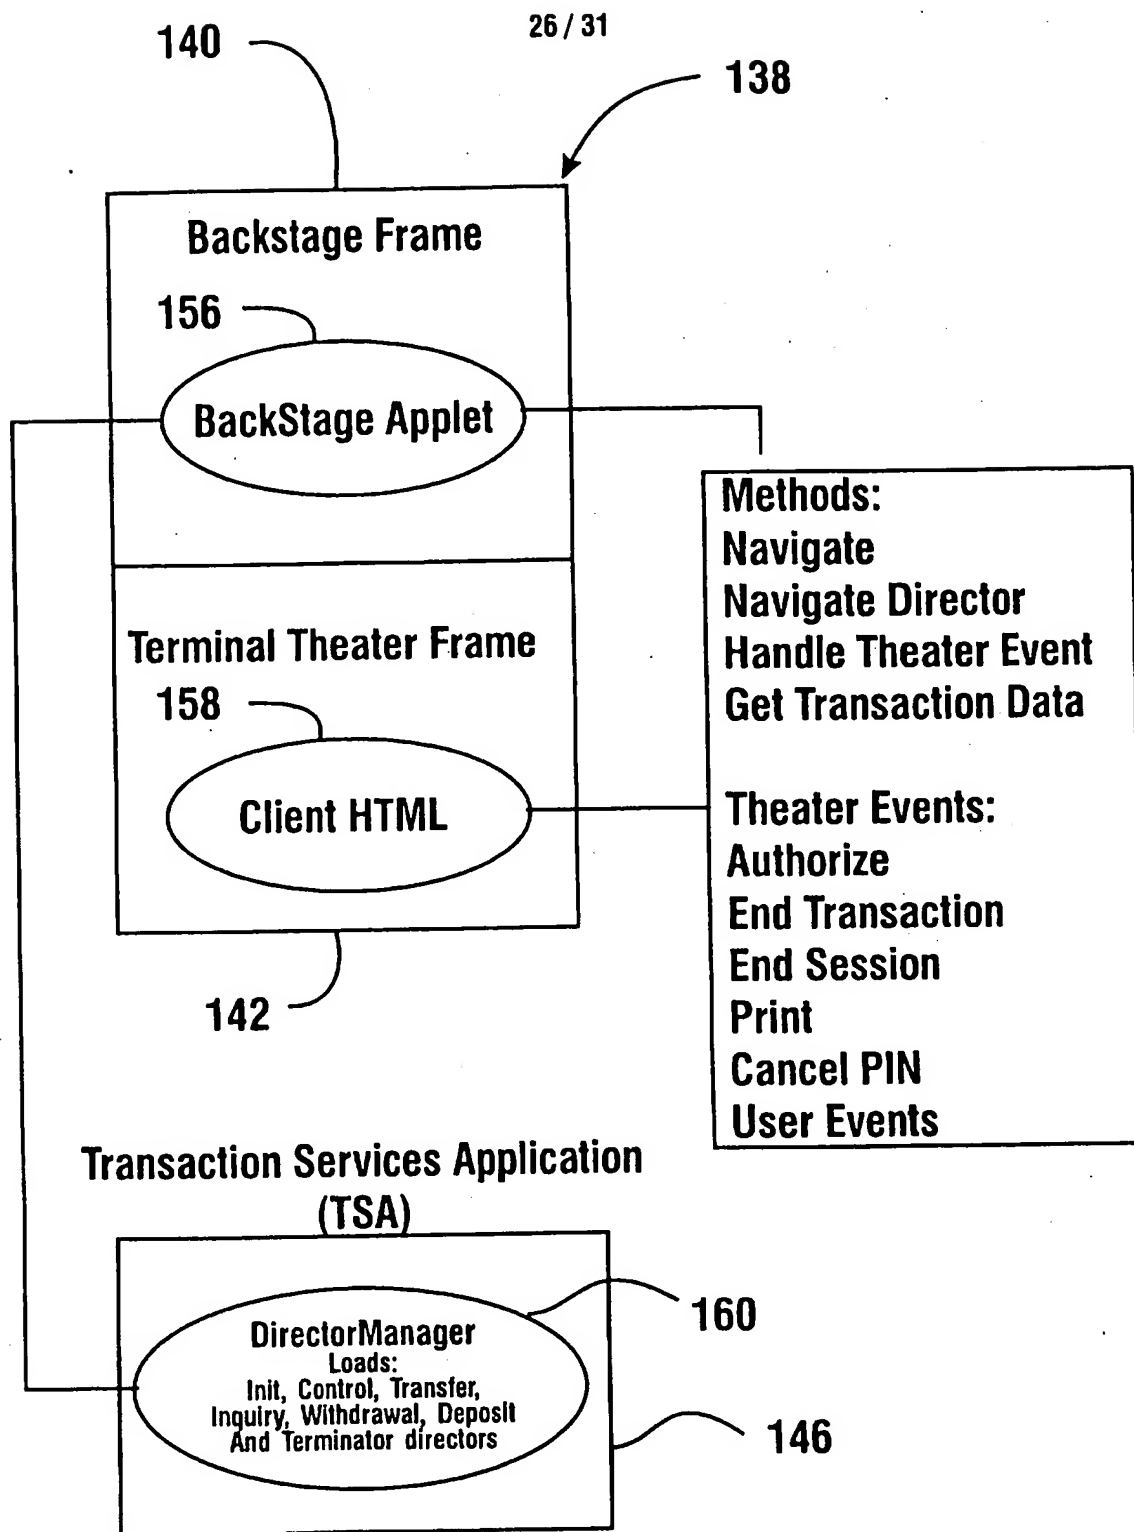 26 / 31
140
138
Backstage Frame
156
BackStage Applet
Methods:
Navigate
Navigate Director
Handle Theater Event
Get Transaction Data
Theater Events:
Authorize
End Transaction
End Session
Print
Cancel PIN
User Events
Terminal Theater Frame
158
Client HTML
142
Transaction Services Application
(TSA)
160
DirectorManager
Loads:
Init, Control, Transfer,
Inquiry, Withdrawal, Deposit
And Terminator directors
146